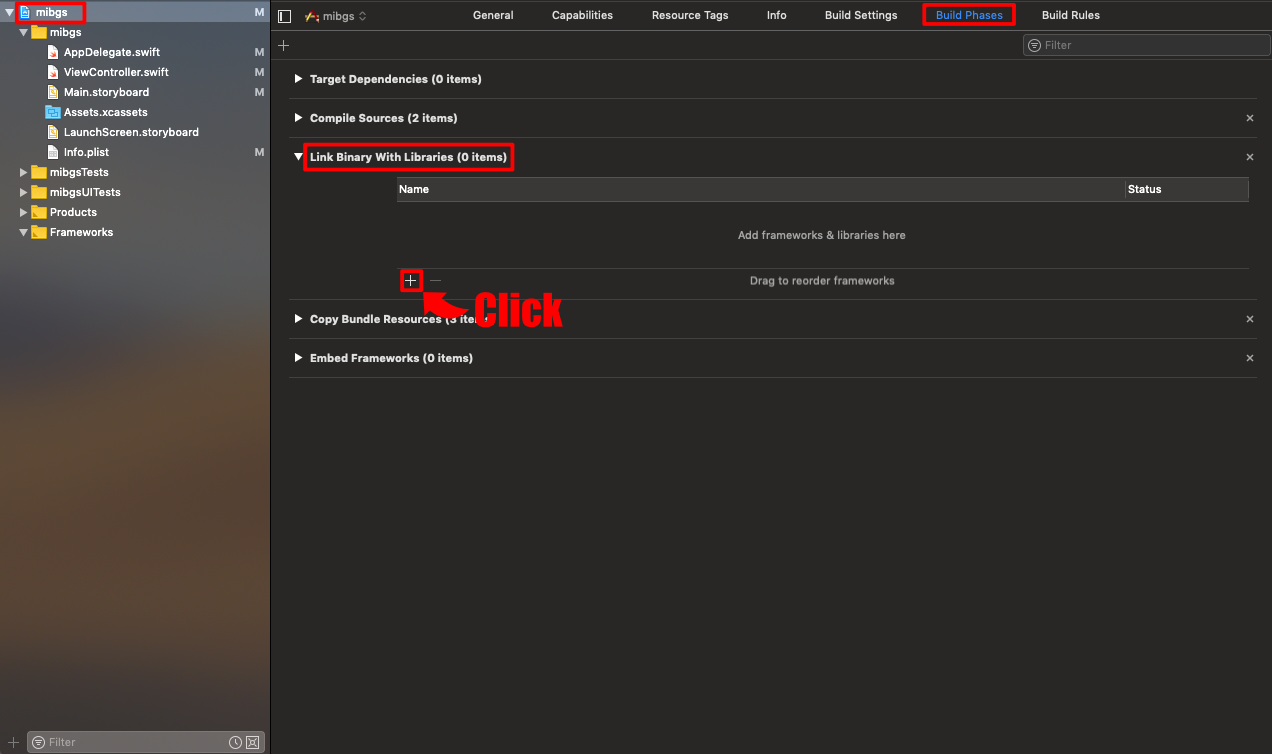 mibgs M
mibgs
AppDelegate.swift M
ViewController.swift M
Main.storyboard M
Assets.xcassets
LaunchScreen.storyboard
Info.plist M
mibgsTests
mibgsUITests
Products
Frameworks
Filter
mibgs
General Capabilities Resource Tags Info Build Settings Build Phases Build Rules
Filter
Target Dependencies (0 items)
Compile Sources (2 items)
Link Binary With Libraries (0 items)
Name Status
Add frameworks & libraries here
Drag to reorder frameworks
Click
Copy Bundle Resources (3 items
Embed Frameworks (0 items)